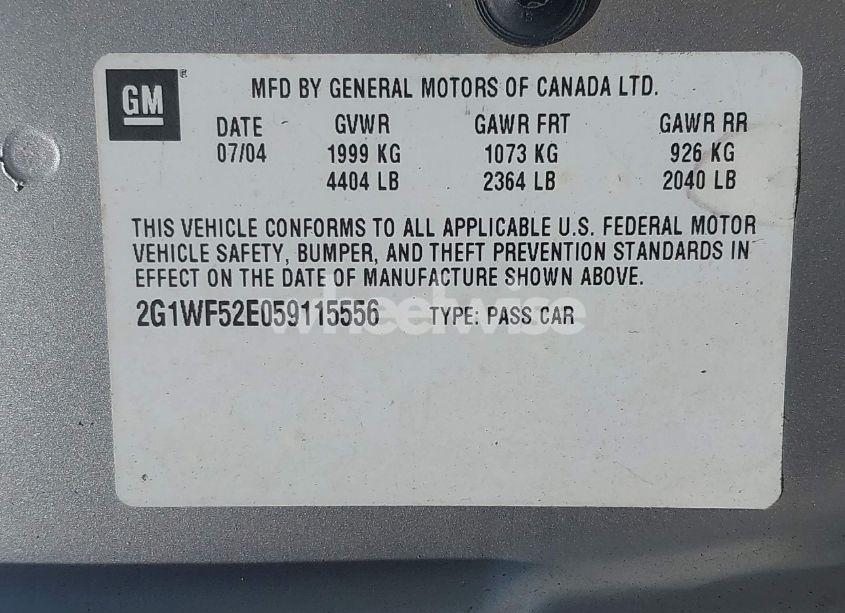 GM®
MFD BY GENERAL MOTORS OF CANADA LTD.
DATE GVWR GAWR FRT GAWR RR
07/04 1999 KG 1073 KG 926 KG
4404 LB 2364 LB 2040 LB
THIS VEHICLE CONFORMS TO ALL APPLICABLE U.S. FEDERAL MOTOR
VEHICLE SAFETY, BUMPER, AND THEFT PREVENTION STANDARDS IN
EFFECT ON THE DATE OF MANUFACTURE SHOWN ABOVE.
2G1WF52E059115556 TYPE: PASS CAR
wheelwise